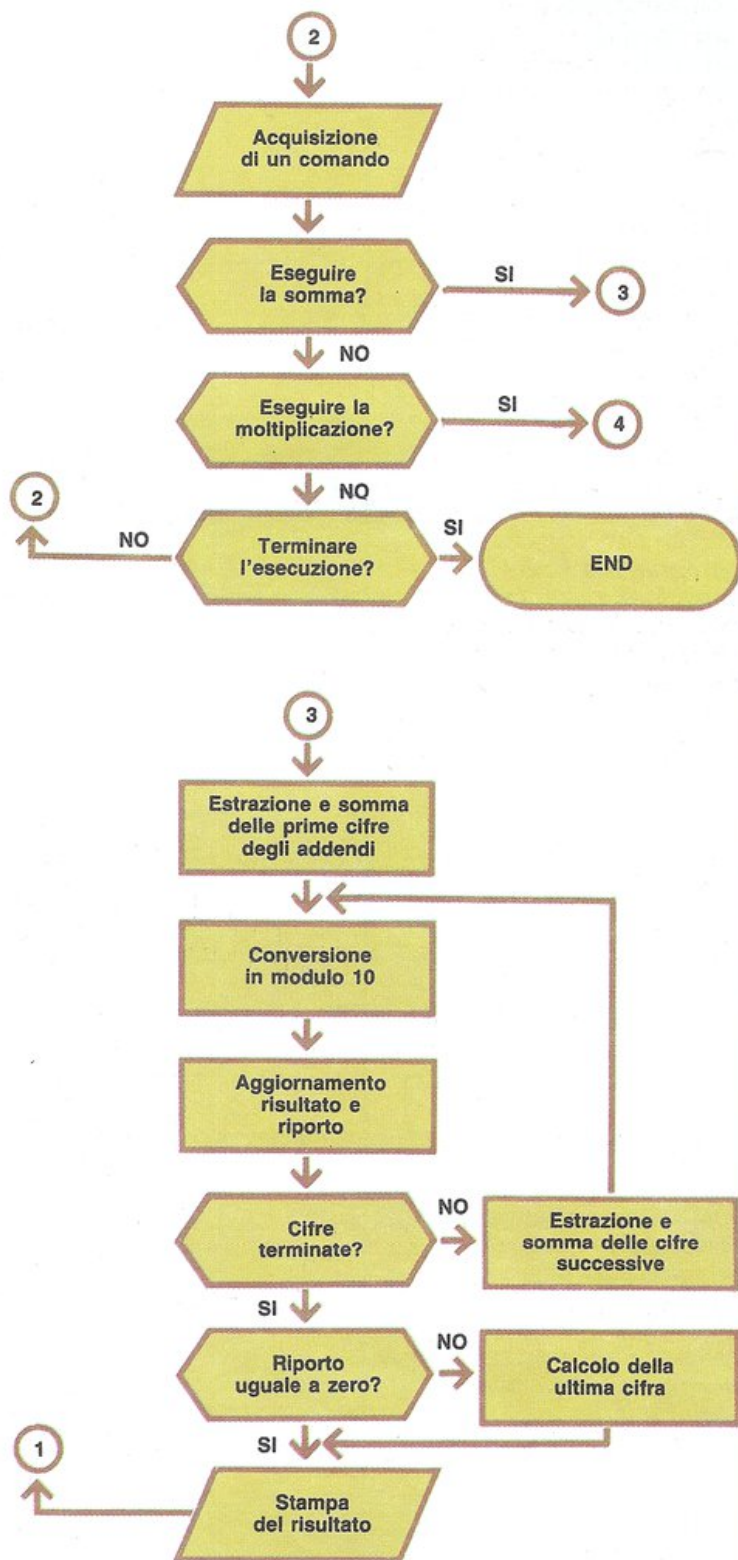 2
Acquisizione
di un comando
Eseguire
la somma?
SI
3
NO
Eseguire la
moltiplicazione?
SI
4
NO
2
NO
Terminare
l'esecuzione?
SI
END
3
Estrazione e somma
delle prime cifre
degli addendi
Conversione
in modulo 10
Aggiornamento
risultato e
riporto
Cifre
terminate?
NO
Estrazione e
somma delle cifre
successive
SI
Riporto
uguale a zero?
NO
Calcolo della
ultima cifra
1
SI
Stampa
del risultato